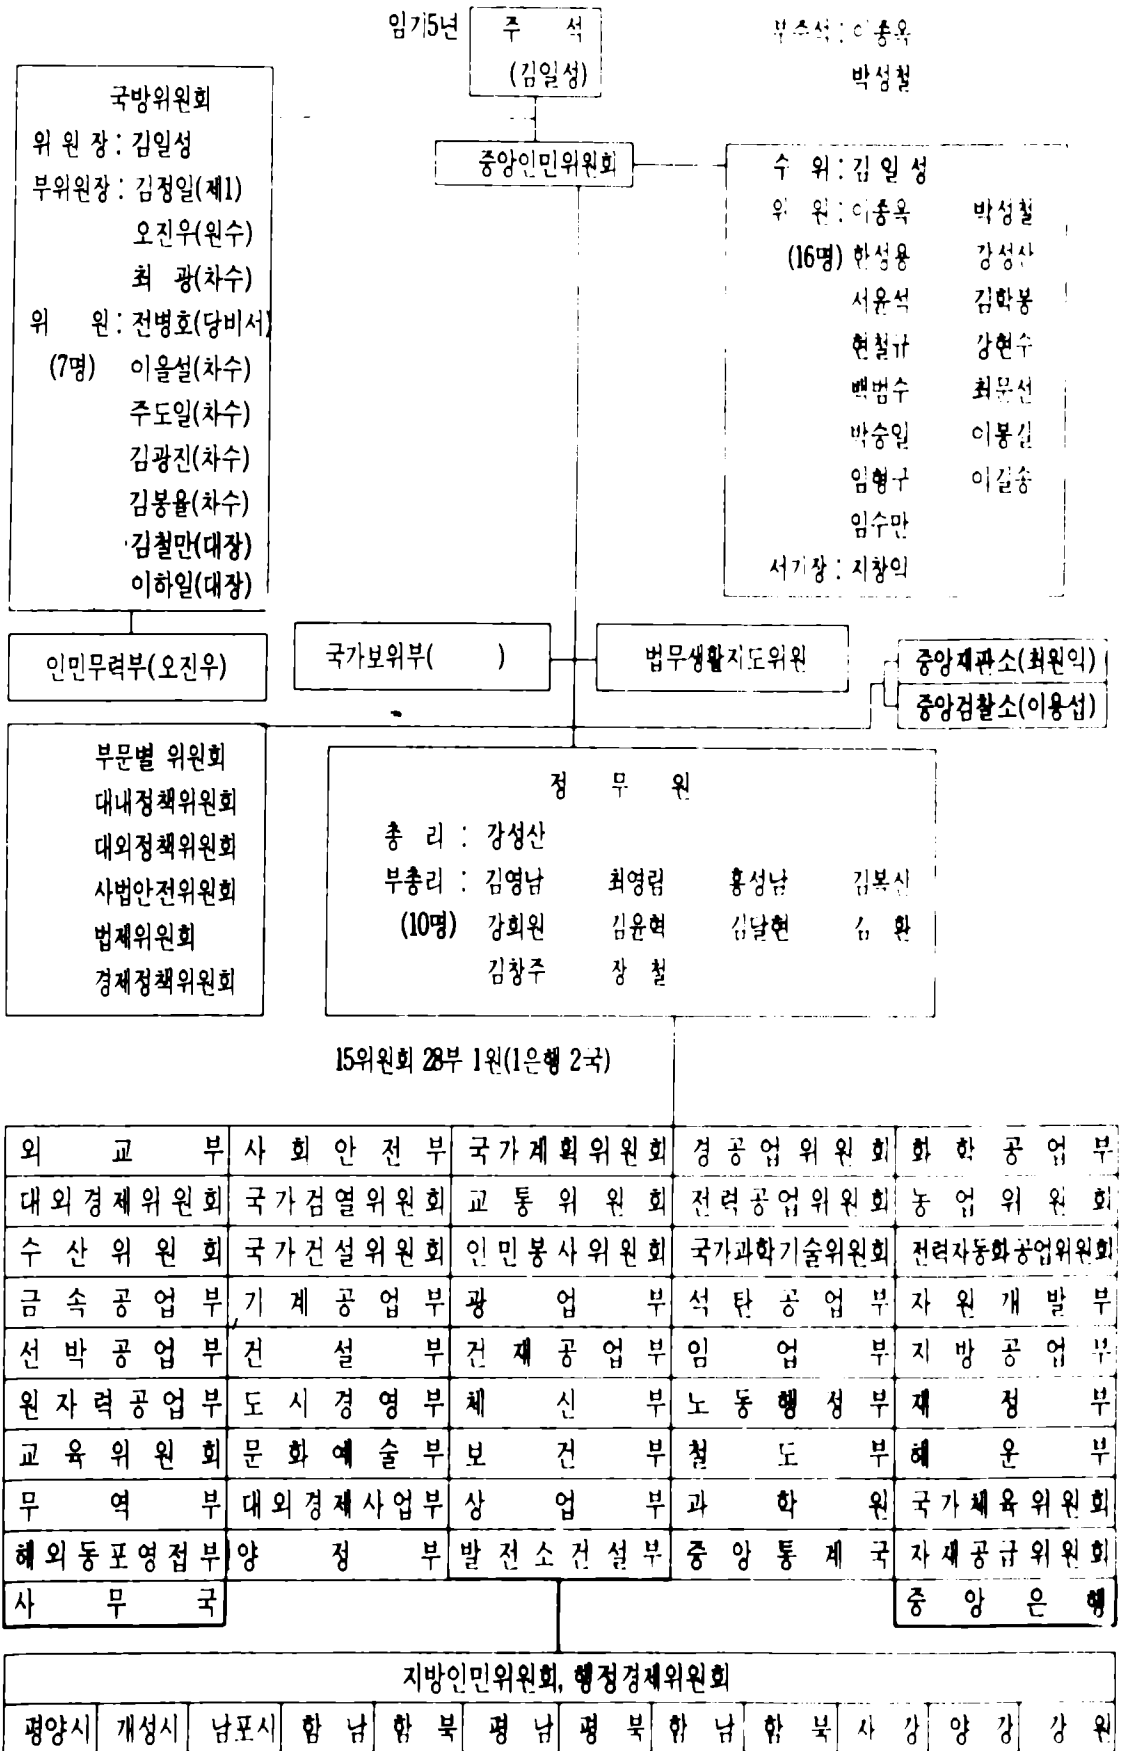 임기5년
주 석
(김일성)
부주석 : 이종옥
박성철
국방위원회
위 원 장 : 김일성
부위원장 : 김정일(제1)
오진우(원수)
최 광(차수)
위 원 : 전병호(당비서)
(7명) 이을설(차수)
주도일(차수)
김광진(차수)
김봉율(차수)
김철만(대장)
이하일(대장)
중앙인민위원회
수 위 : 김일성
위 원 : 이종옥 박성철
(16명) 한성용 강성산
서윤석 김학봉
현철규 강현수
백범수 최문선
박승일 이봉길
임형구 이길송
임수만
서기장 : 지창익
인민무력부(오진우)
국가보위부( )
법무생활지도위원
중앙재판소(최원익)
중앙검찰소(이용섭)
부문별 위원회
대내정책위원회
대외정책위원회
사법안전위원회
법제위원회
경제정책위원회
정 무 원
총 리 : 강성산
부총리 : 김영남 최영림 홍성남 김복신
(10명) 강희원 김윤혁 김달현 김 환
김창주 장 철
15위원회 28부 1원(1은행 2국)
외 교 부 사 회 안 전 부 국가계획위원회 경공업위원회 화 학 공 업 부
대외경제위원회 국가검열위원회 교 통 위 원 회 전력공업위원회 농 업 위 원 회
수 산 위 원 회 국가건설위원회 인민봉사위원회 국가과학기술위원회 전력자동화공업위원회
금 속 공 업 부 기 계 공 업 부 광 업 부 석 탄 공 업 부 자 원 개 발 부
선 박 공 업 부 건 설 부 건 재 공 업 부 임 업 부 지 방 공 업 부
원자력공업부 도 시 경 영 부 체 신 부 노 동 행 정 부 재 정 부
교 육 위 원 회 문 화 예 술 부 보 건 부 철 도 부 해 운 부
무 역 부 대외경제사업부 상 업 부 과 학 원 국가체육위원회
해외동포영접부 양 정 부 발전소건설부 중 앙 통 계 국 자재공급위원회
사 무 국 중 앙 은 행
지방인민위원회, 행정경제위원회
평양시 개성시 남포시 함 남 함 북 평 남 평 북 함 남 함 북 자 강 양 강 강 원